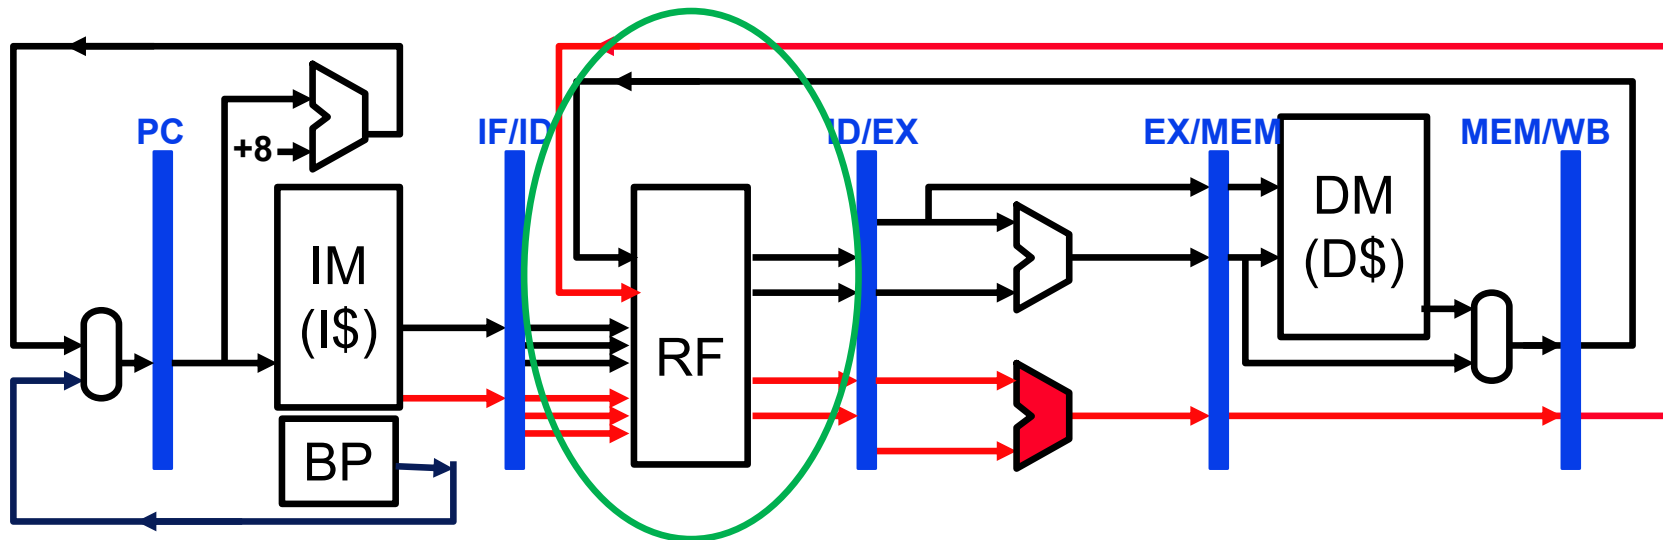 PC
IF/ID
ID/EX
EX/MEM
MEM/WB
+8
IM
(I$)
BP
RF
DM
(D$)